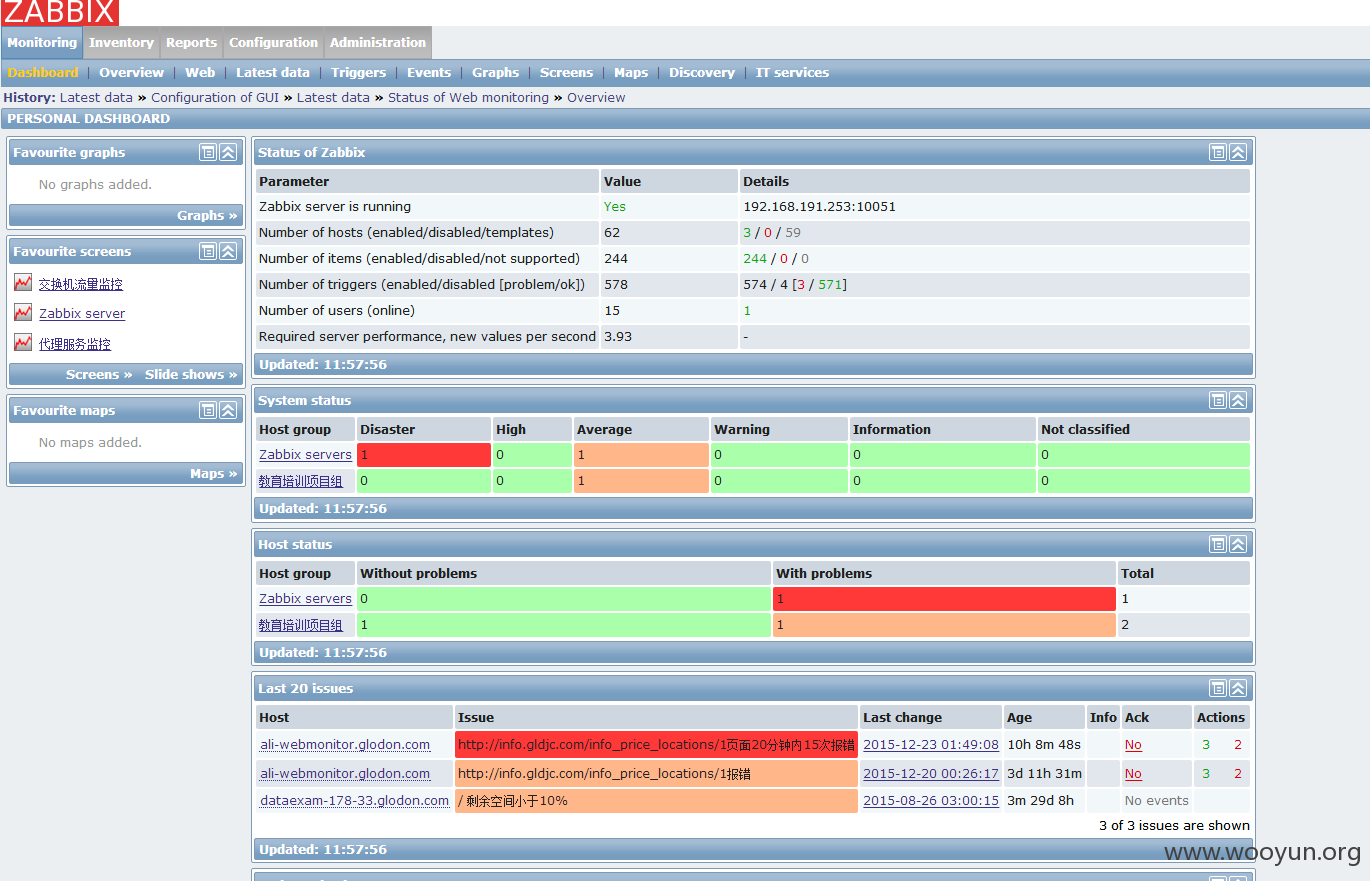 ZABBIX
Monitoring Inventory Reports Configuration Administration
Dashboard | Overview | Web | Latest data | Triggers | Events | Graphs | Screens | Maps | Discovery | IT services
History: Latest data » Configuration of GUI » Latest data » Status of Web monitoring » Overview
PERSONAL DASHBOARD
Favourite graphs
No graphs added.
Graphs »
Favourite screens
交换机流量监控
Zabbix server
代理服务监控
Screens » Slide shows »
Favourite maps
No maps added.
Maps »
Status of Zabbix
Parameter Value Details
Zabbix server is running Yes 192.168.191.253:10051
Number of hosts (enabled/disabled/templates) 62 3 / 0 / 59
Number of items (enabled/disabled/not supported) 244 244 / 0 / 0
Number of triggers (enabled/disabled [problem/ok]) 578 574 / 4 [3 / 571]
Number of users (online) 15 1
Required server performance, new values per second 3.93 -
Updated: 11:57:56
System status
Host group Disaster High Average Warning Information Not classified
Zabbix servers 1 0 1 0 0 0
教育培训项目组 0 0 1 0 0 0
Updated: 11:57:56
Host status
Host group Without problems With problems Total
Zabbix servers 0 1 1
教育培训项目组 1 1 2
Updated: 11:57:56
Last 20 issues
Host Issue Last change Age Info Ack Actions
ali-webmonitor.glodon.com http://info.gldjc.com/info_price_locations/1页面20分钟内15次报错 2015-12-23 01:49:08 10h 8m 48s No 3 2
ali-webmonitor.glodon.com http://info.gldjc.com/info_price_locations/1报错 2015-12-20 00:26:17 3d 11h 31m No 3 2
dataexam-178-33.glodon.com / 剩余空间小于10% 2015-08-26 03:00:15 3m 29d 8h No events
3 of 3 issues are shown
Updated: 11:57:56
www.wooyun.org